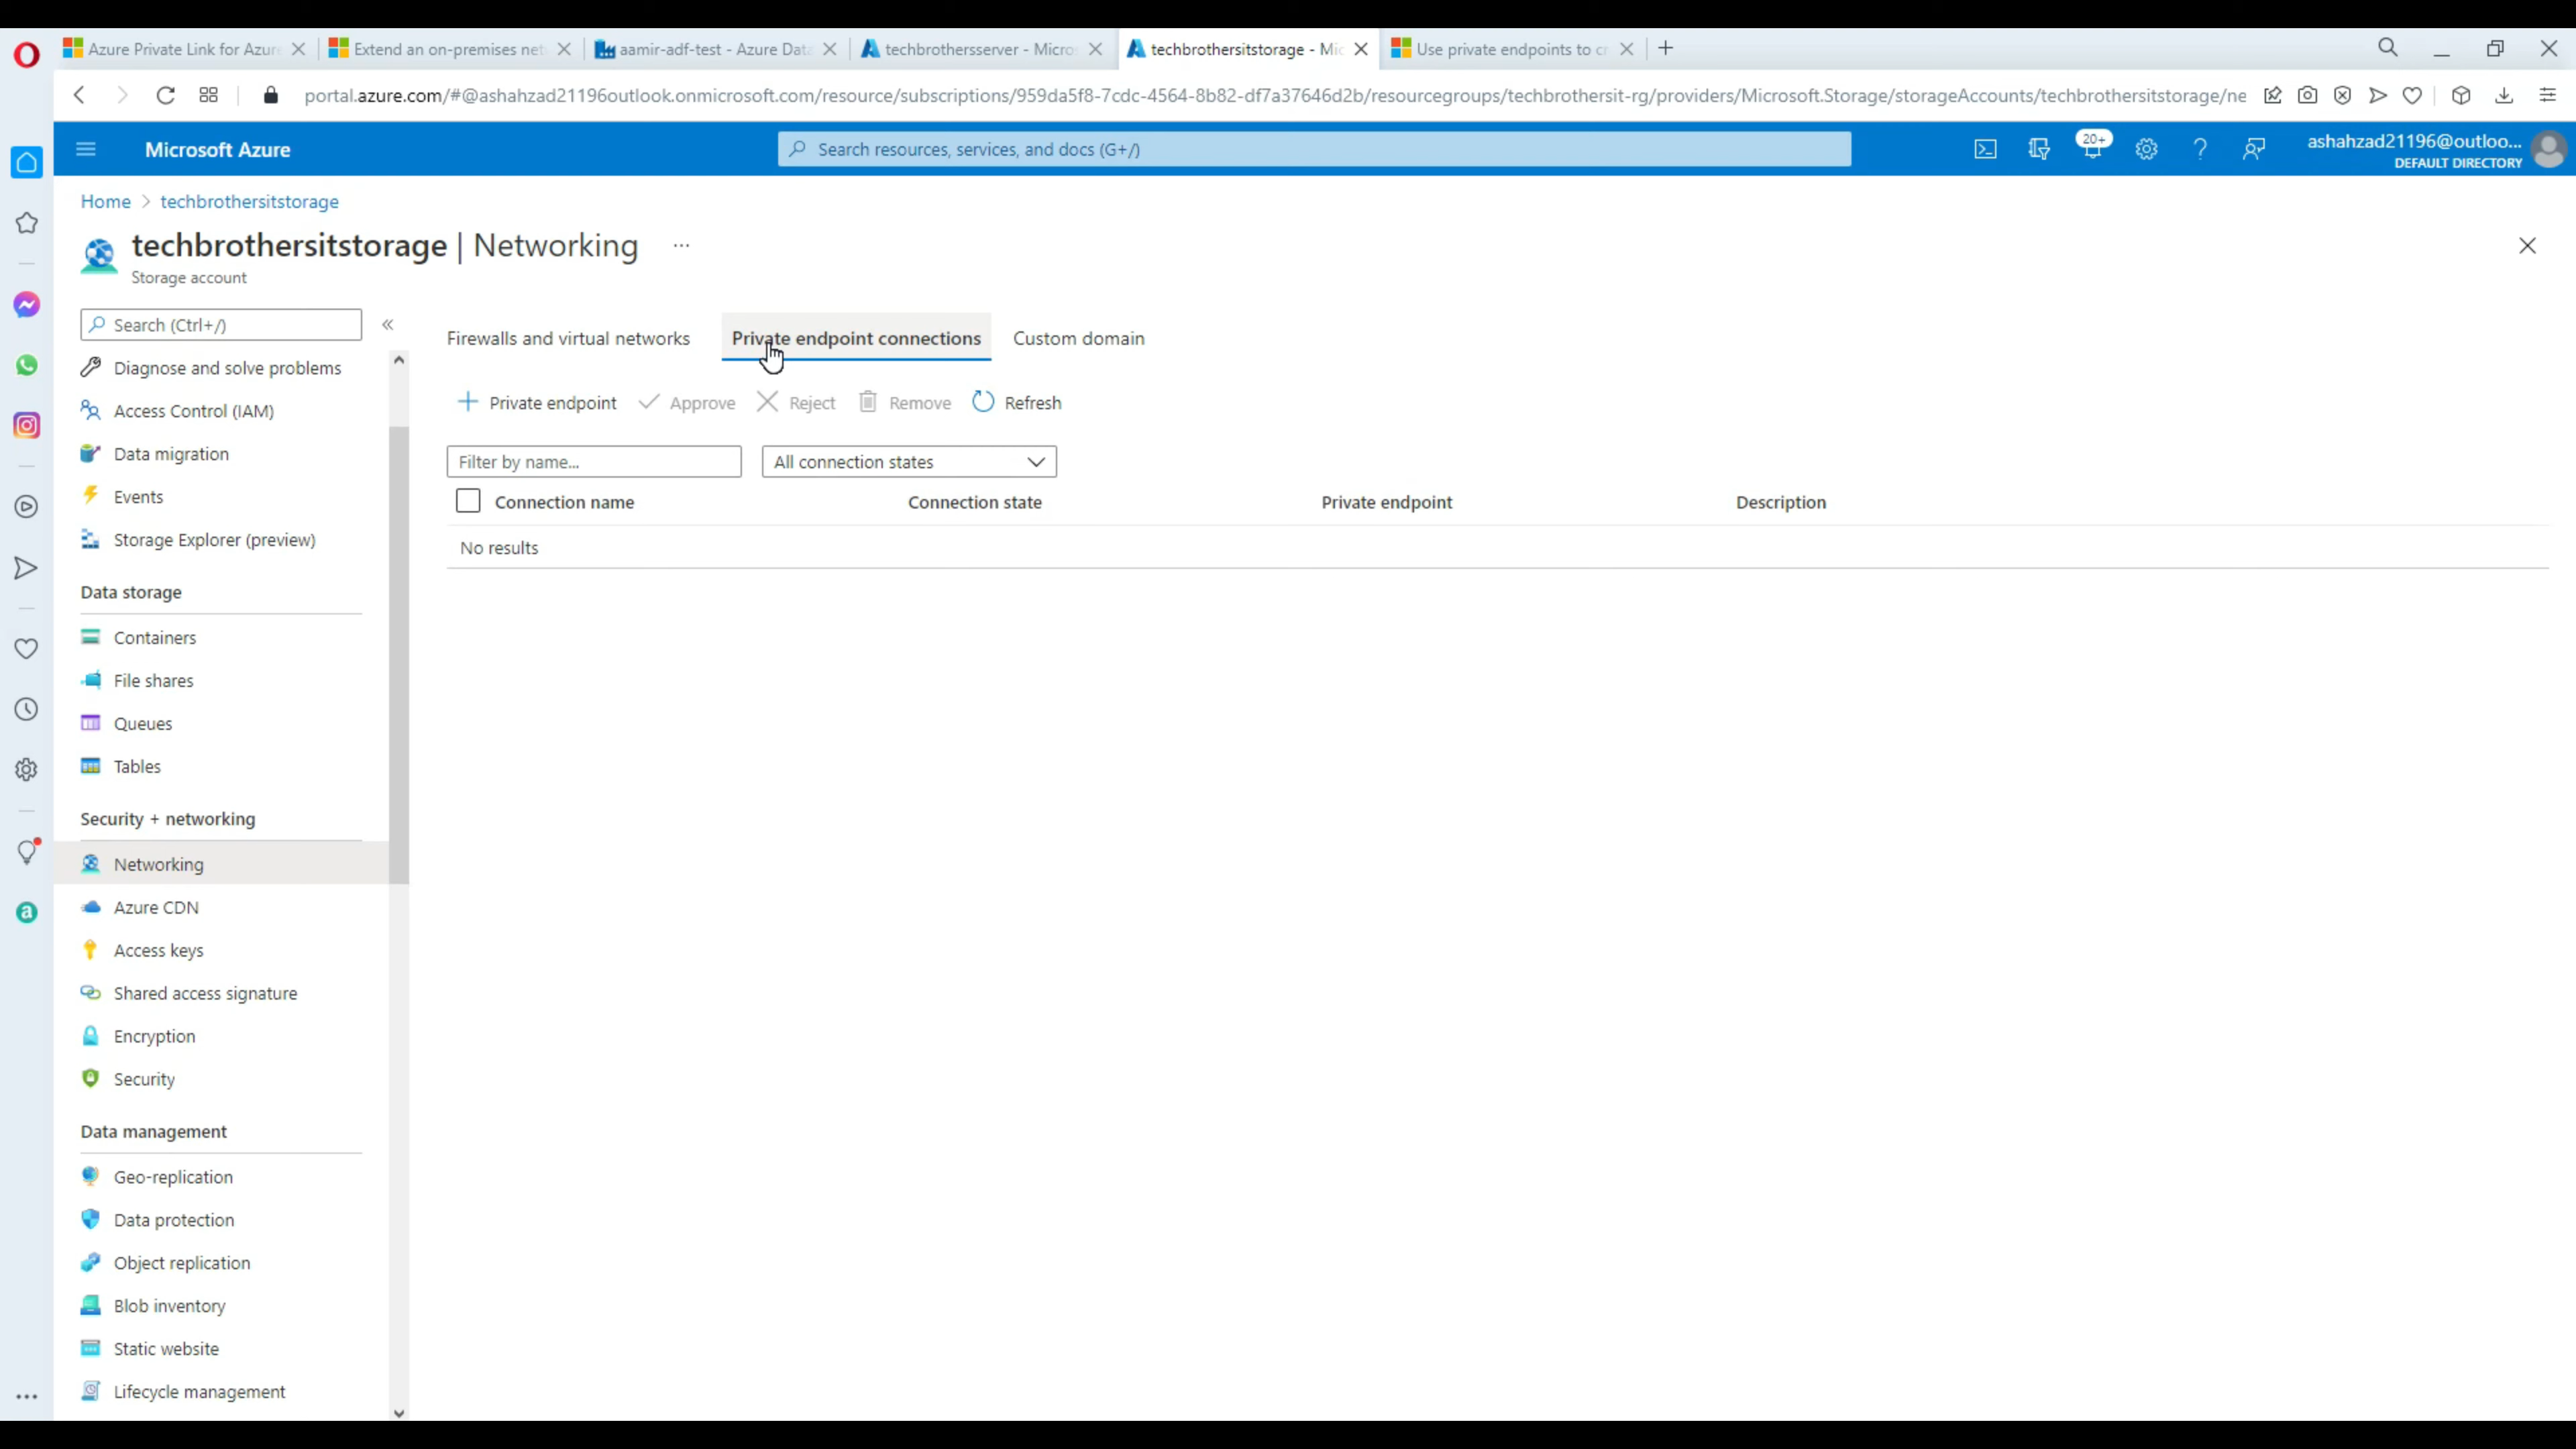 Azure Private Link for Azure
Extend an on-premises net
aamir-adf-test - Azure Data
techbrothersserver - Micros
techbrothersitstorage - Mic
Use private endpoints to cr
portal.azure.com/#@ashahzad21196outlook.onmicrosoft.com/resource/subscriptions/959da5f8-7cdc-4564-8b82-df7a37646d2b/resourcegroups/techbrothersit-rg/providers/Microsoft.Storage/storageAccounts/techbrothersitstorage/ne
Microsoft Azure
Search resources, services, and docs (G+/)
20+
ashahzad21196@outloo...
DEFAULT DIRECTORY
Home > techbrothersitstorage
techbrothersitstorage | Networking ...
Storage account
Search (Ctrl+/)
«
Diagnose and solve problems
Access Control (IAM)
Data migration
Events
Storage Explorer (preview)
Data storage
Containers
File shares
Queues
Tables
Security + networking
Networking
Azure CDN
Access keys
Shared access signature
Encryption
Security
Data management
Geo-replication
Data protection
Object replication
Blob inventory
Static website
Lifecycle management
Firewalls and virtual networks
Private endpoint connections
Custom domain
Private endpoint
Approve
Reject
Remove
Refresh
Filter by name...
All connection states
Connection name
Connection state
Private endpoint
Description
No results